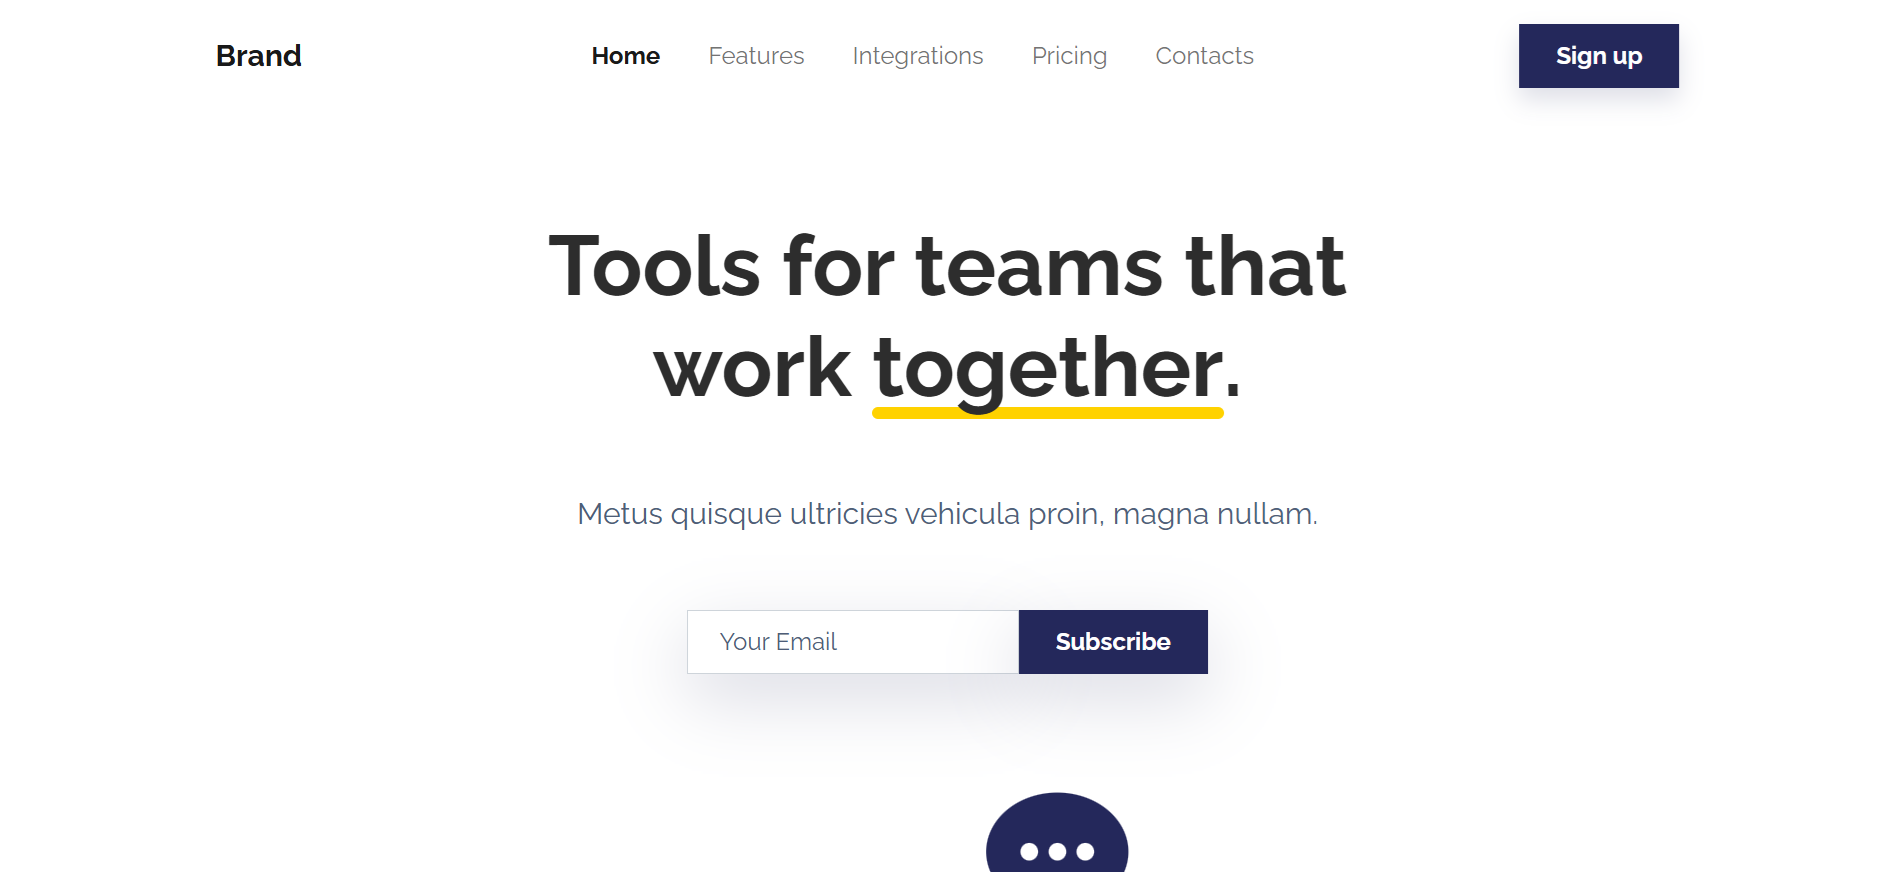 Brand
Home Features Integrations Pricing Contacts
Sign up
Tools for teams that
work together.
Metus quisque ultricies vehicula proin, magna nullam.
Your Email
Subscribe